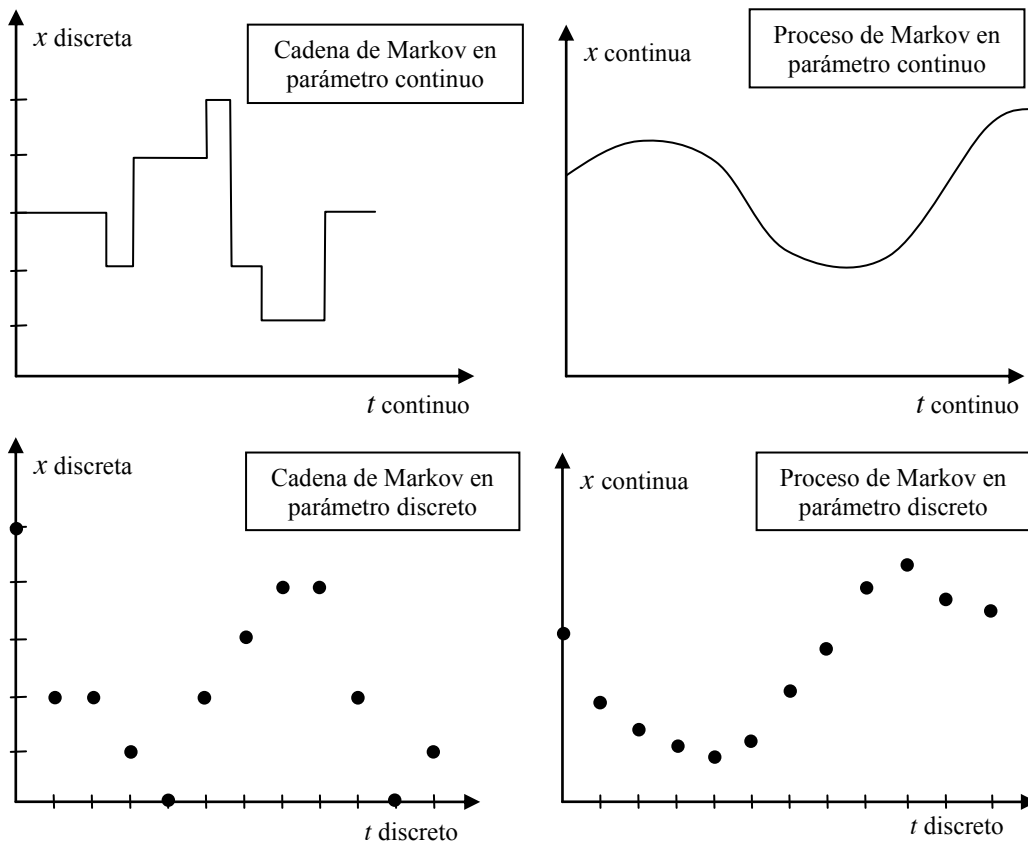 x discreta
Cadena de Markov en
parámetro continuo
t continuo
x continua
Proceso de Markov en
parámetro continuo
t continuo
x discreta
Cadena de Markov en
parámetro discreto
t discreto
x continua
Proceso de Markov en
parámetro discreto
t discreto